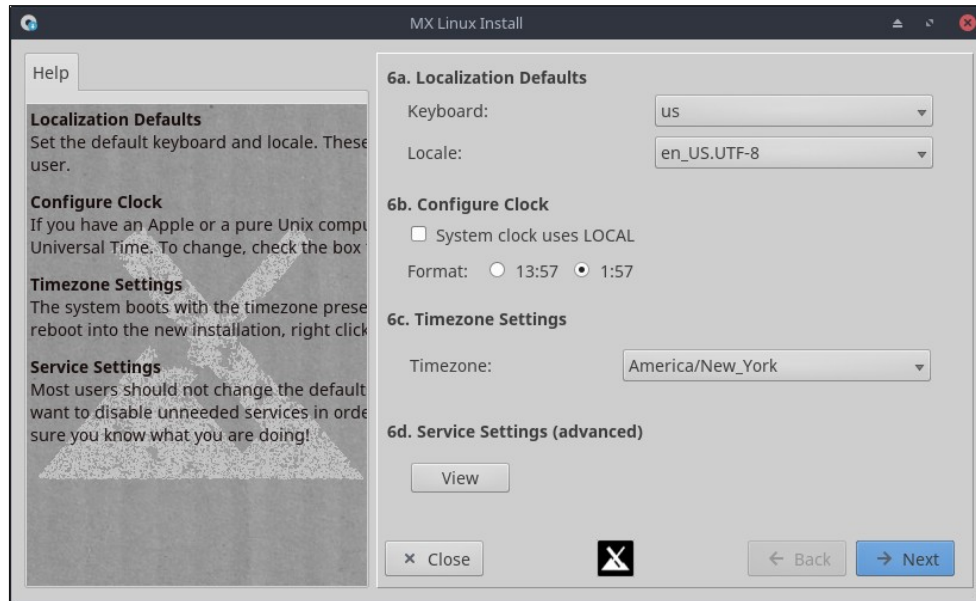 MX Linux Install
Help
Localization Defaults
Set the default keyboard and locale. These
user.
Configure Clock
If you have an Apple or a pure Unix compu
Universal Time. To change, check the box
Timezone Settings
The system boots with the timezone prese
reboot into the new installation, right click
Service Settings
Most users should not change the default
want to disable unneeded services in orde
sure you know what you are doing!
6a. Localization Defaults
Keyboard: us
Locale: en_US.UTF-8
6b. Configure Clock
System clock uses LOCAL
Format: 13:57 1:57
6c. Timezone Settings
Timezone: America/New_York
6d. Service Settings (advanced)
View
Close Back Next